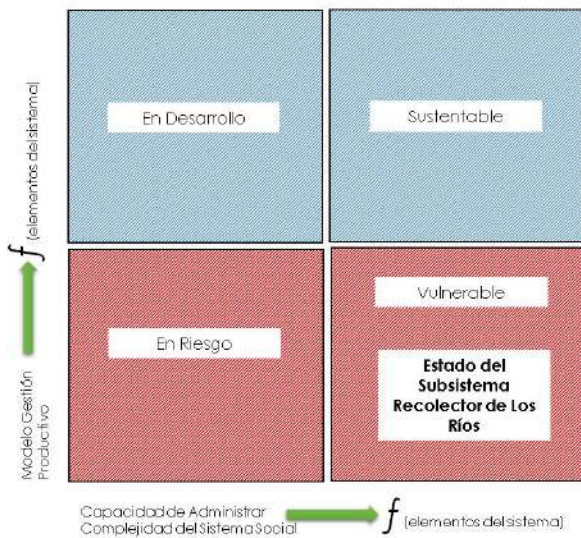 En Desarrollo
Sustentable
En Riesgo
Vulnerable
Estado del
Subsistema
Recolector de Los
Ríos
f (elementos del sistema)
Modelo Gestión
Productivo
Capacidad de Administrar
Complejidad del Sistema Social
f (elementos del sistema)